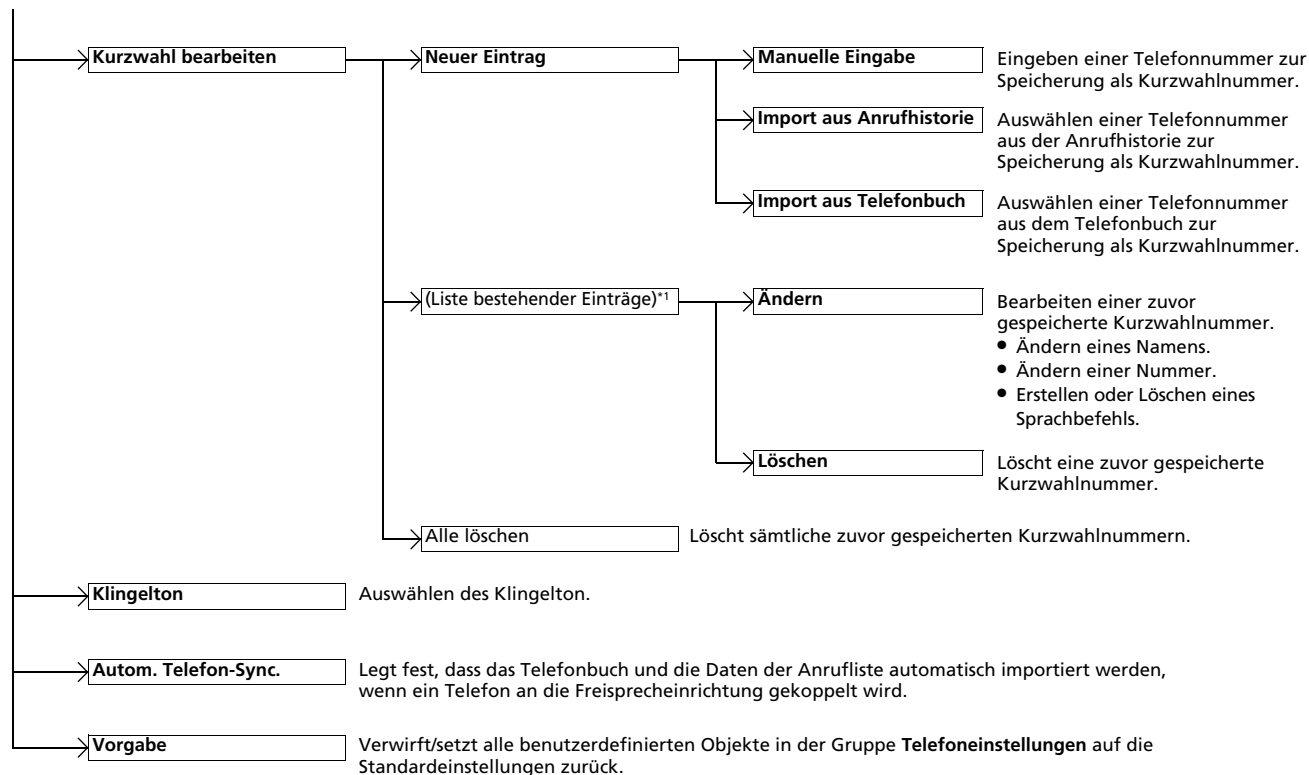 Kurzwahl bearbeiten
Neuer Eintrag
Manuelle Eingabe
Eingeben einer Telefonnummer zur
Speicherung als Kurzwahlnummer.
Import aus Anrufhistorie
Auswählen einer Telefonnummer
aus der Anrufhistorie zur
Speicherung als Kurzwahlnummer.
Import aus Telefonbuch
Auswählen einer Telefonnummer
aus dem Telefonbuch zur
Speicherung als Kurzwahlnummer.
(Liste bestehender Einträge)*1
Ändern
Bearbeiten einer zuvor
gespeicherte Kurzwahlnummer.
● Ändern eines Namens.
● Ändern einer Nummer.
● Erstellen oder Löschen eines
Sprachbefehls.
Löschen
Löscht eine zuvor gespeicherte
Kurzwahlnummer.
Alle löschen
Löscht sämtliche zuvor gespeicherten Kurzwahlnummern.
Klingelton
Auswählen des Klingelton.
Autom. Telefon-Sync.
Legt fest, dass das Telefonbuch und die Daten der Anrufliste automatisch importiert werden,
wenn ein Telefon an die Freisprecheinrichtung gekoppelt wird.
Vorgabe
Verwirft/setzt alle benutzerdefinierten Objekte in der Gruppe Telefoneinstellungen auf die
Standardeinstellungen zurück.